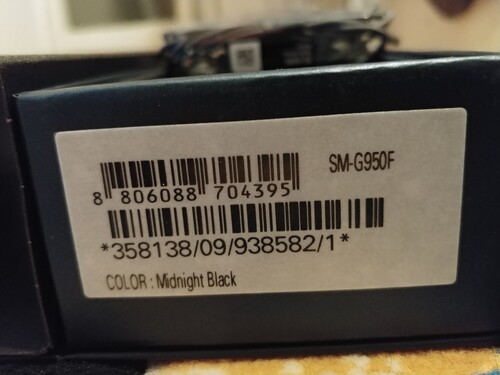 SM-G950F
8 806088 704395
*358138/09/938582/1*
COLOR : Midnight Black